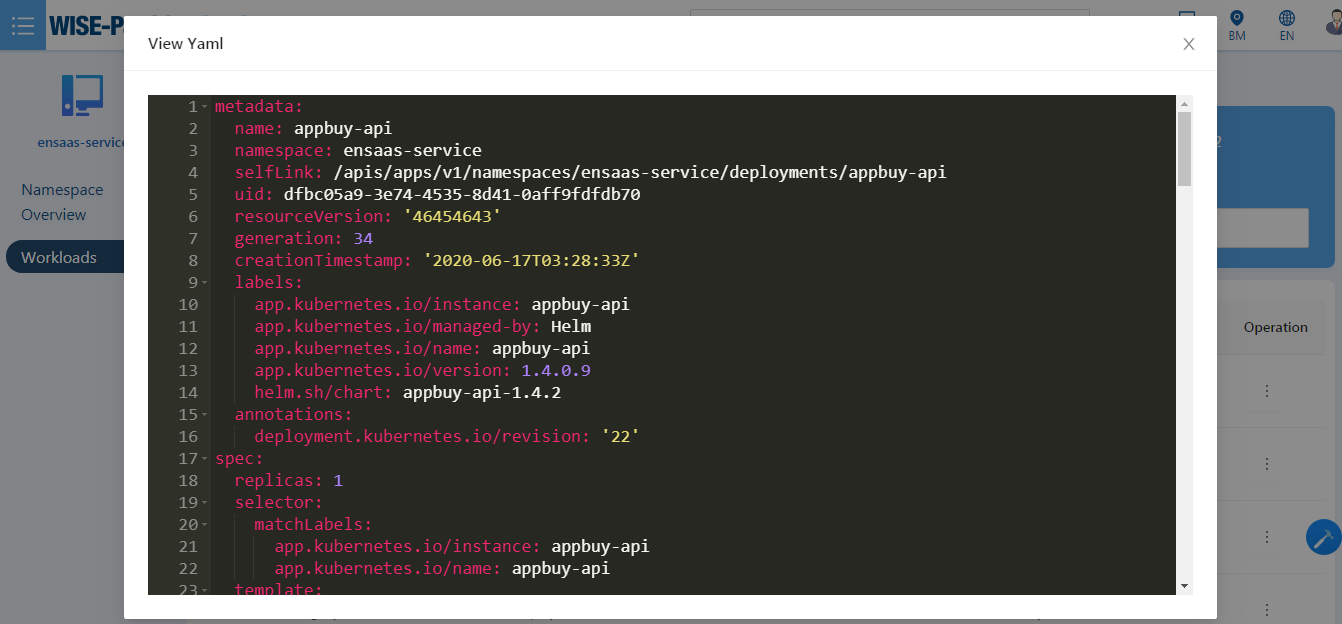 WISE-P
BM
EN
View Yaml
ensaas-service
Namespace
Overview
Workloads
2
Operation
1 metadata:
2 name: appbuy-api
3 namespace: ensaas-service
4 selfLink: /apis/apps/v1/namespaces/ensaas-service/deployments/appbuy-api
5 uid: dfbc05a9-3e74-4535-8d41-0aff9fdfdb70
6 resourceVersion: '46454643'
7 generation: 34
8 creationTimestamp: '2020-06-17T03:28:33Z'
9 labels:
10 app.kubernetes.io/instance: appbuy-api
11 app.kubernetes.io/managed-by: Helm
12 app.kubernetes.io/name: appbuy-api
13 app.kubernetes.io/version: 1.4.0.9
14 helm.sh/chart: appbuy-api-1.4.2
15 annotations:
16 deployment.kubernetes.io/revision: '22'
17 spec:
18 replicas: 1
19 selector:
20 matchLabels:
21 app.kubernetes.io/instance: appbuy-api
22 app.kubernetes.io/name: appbuy-api
23 template: